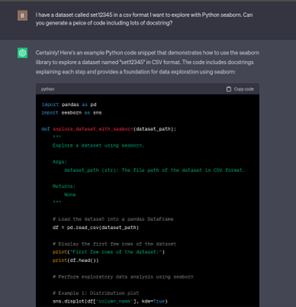 B
I have a dataset called set12345 in a csv format I want to explore with Python seaborn. Can
you generate a peice of code including lots of docstring?
Certainly! Here's an example Python code snippet that demonstrates how to use the seaborn
library to explore a dataset named "set12345" in CSV format. The code includes docstrings
explaining each step and provides a foundation for data exploration using seaborn:
python Copy code
import pandas as pd
import seaborn as sns
def explore_dataset_with_seaborn(dataset_path):
"""
Explore a dataset using seaborn.
Args:
dataset_path (str): The file path of the dataset in CSV format.
Returns:
None
"""
# Load the dataset into a pandas DataFrame
df = pd.read_csv(dataset_path)
# Display the first few rows of the dataset
print("First few rows of the dataset:")
print(df.head())
# Perform exploratory data analysis using seaborn
# Example 1: Distribution plot
sns.displot(df['column_name'], kde=True)